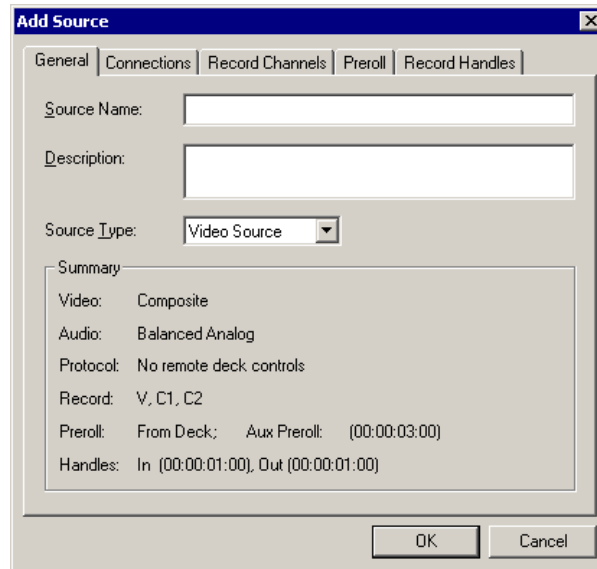 Add Source
General Connections Record Channels Preroll Record Handles
Source Name:
Description:
Source Type: Video Source
Summary
Video: Composite
Audio: Balanced Analog
Protocol: No remote deck controls
Record: V, C1, C2
Preroll: From Deck; Aux Preroll: (00:00:03:00)
Handles: In (00:00:01:00), Out (00:00:01:00)
OK Cancel